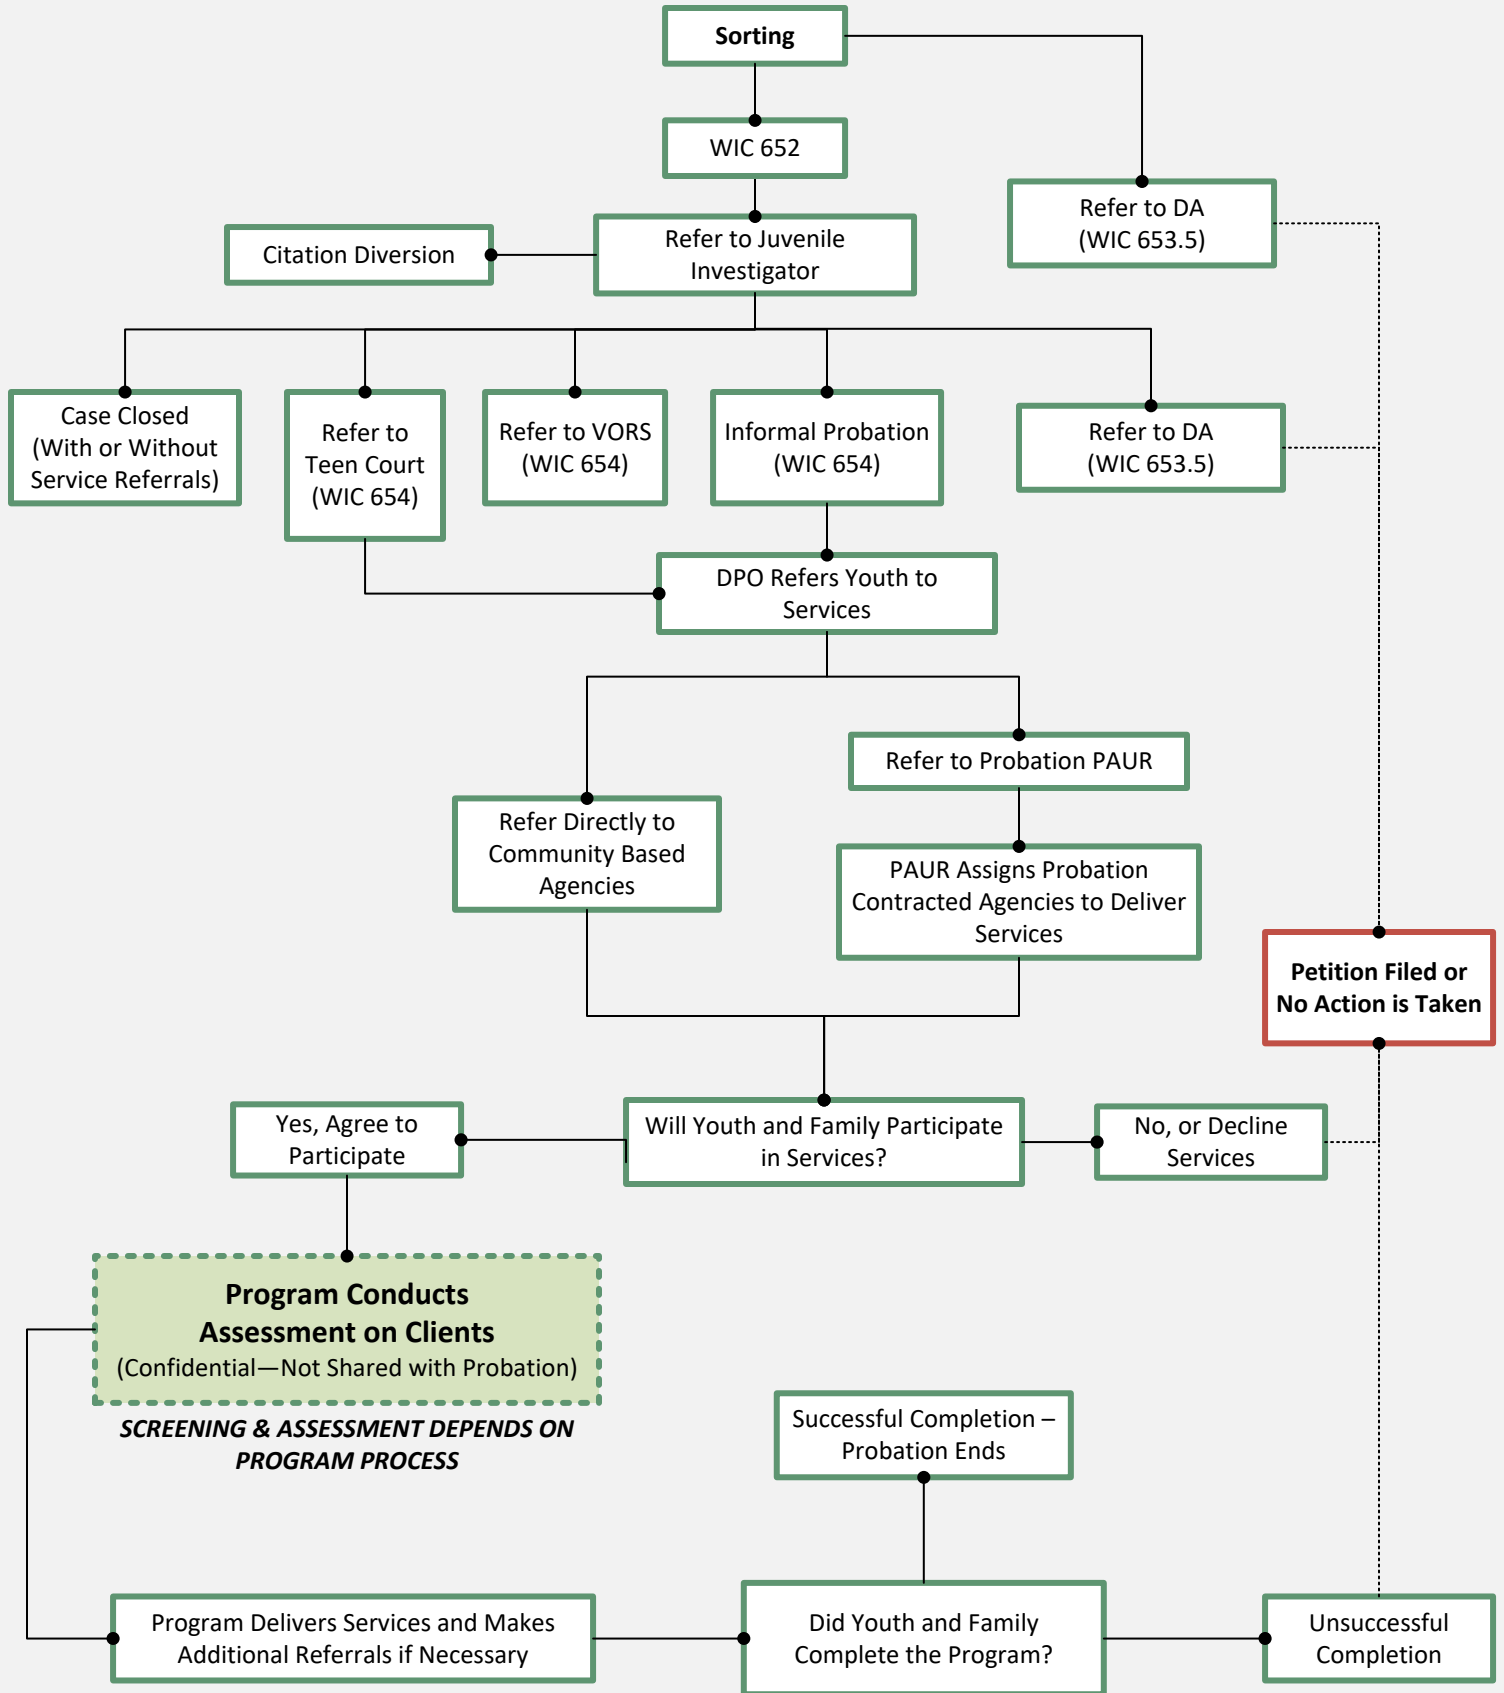 Sorting
WIC 652
Refer to DA
(WIC 653.5)
Citation Diversion
Refer to Juvenile
Investigator
Case Closed
(With or Without
Service Referrals)
Refer to
Teen Court
(WIC 654)
Refer to VORS
(WIC 654)
Informal Probation
(WIC 654)
Refer to DA
(WIC 653.5)
DPO Refers Youth to
Services
Refer to Probation PAUR
Refer Directly to
Community Based
Agencies
PAUR Assigns Probation
Contracted Agencies to Deliver
Services
Petition Filed or
No Action is Taken
Yes, Agree to
Participate
Will Youth and Family Participate
in Services?
No, or Decline
Services
Program Conducts
Assessment on Clients
(Confidential—Not Shared with Probation)
SCREENING & ASSESSMENT DEPENDS ON
PROGRAM PROCESS
Successful Completion –
Probation Ends
Program Delivers Services and Makes
Additional Referrals if Necessary
Did Youth and Family
Complete the Program?
Unsuccessful
Completion